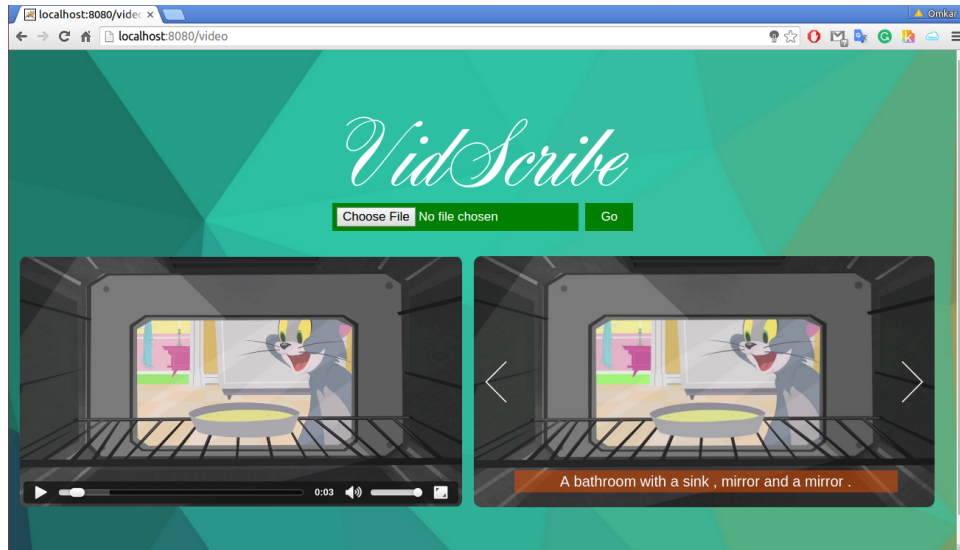 localhost:8080/vide
Omkar
localhost:8080/video
VidScribe
Choose File No file chosen
Go
0:03
A bathroom with a sink , mirror and a mirror .